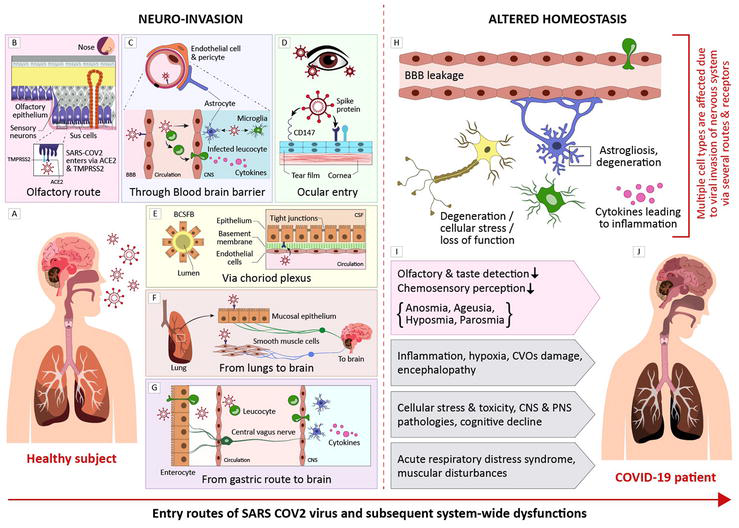 NEURO-INVASION
ALTERED HOMEOSTASIS
B
Nose
Olfactory
epithelium
Sensory
neurons
Sus cells
TMPRSS2
SARS-COV2
enters via ACE2
& TMPRSS2
ACE2
Olfactory route
C
Endothelial cell
& pericyte
Astrocyte
Microglia
Infected leucocyte
Cytokines
BBB
Circulation
CNS
Through Blood brain barrier
D
Spike
protein
CD147
Tear film
Cornea
Ocular entry
A
Healthy subject
E
BCSFB
Lumen
Epithelium
Basement
membrane
Endothelial
cells
Tight junctions
CSF
Circulation
Via choriod plexus
F
Lung
Mucosal epithelium
Smooth muscle cells
To brain
From lungs to brain
G
Leucocyte
Central vagus nerve
Cytokines
Enterocyte
Circulation
CNS
From gastric route to brain
H
BBB leakage
Astrogliosis,
degeneration
Degeneration /
cellular stress /
loss of function
Cytokines leading
to inflammation
Multiple cell types are affected due
to viral invasion of nervous system
via several routes & receptors
I
Olfactory & taste detection↓
Chemosensory perception↓
{Anosmia, Ageusia,
Hyposmia, Parosmia}
Inflammation, hypoxia, CVOs damage,
encephalopathy
Cellular stress & toxicity, CNS & PNS
pathologies, cognitive decline
Acute respiratory distress syndrome,
muscular disturbances
J
COVID-19 patient
Entry routes of SARS COV2 virus and subsequent system-wide dysfunctions